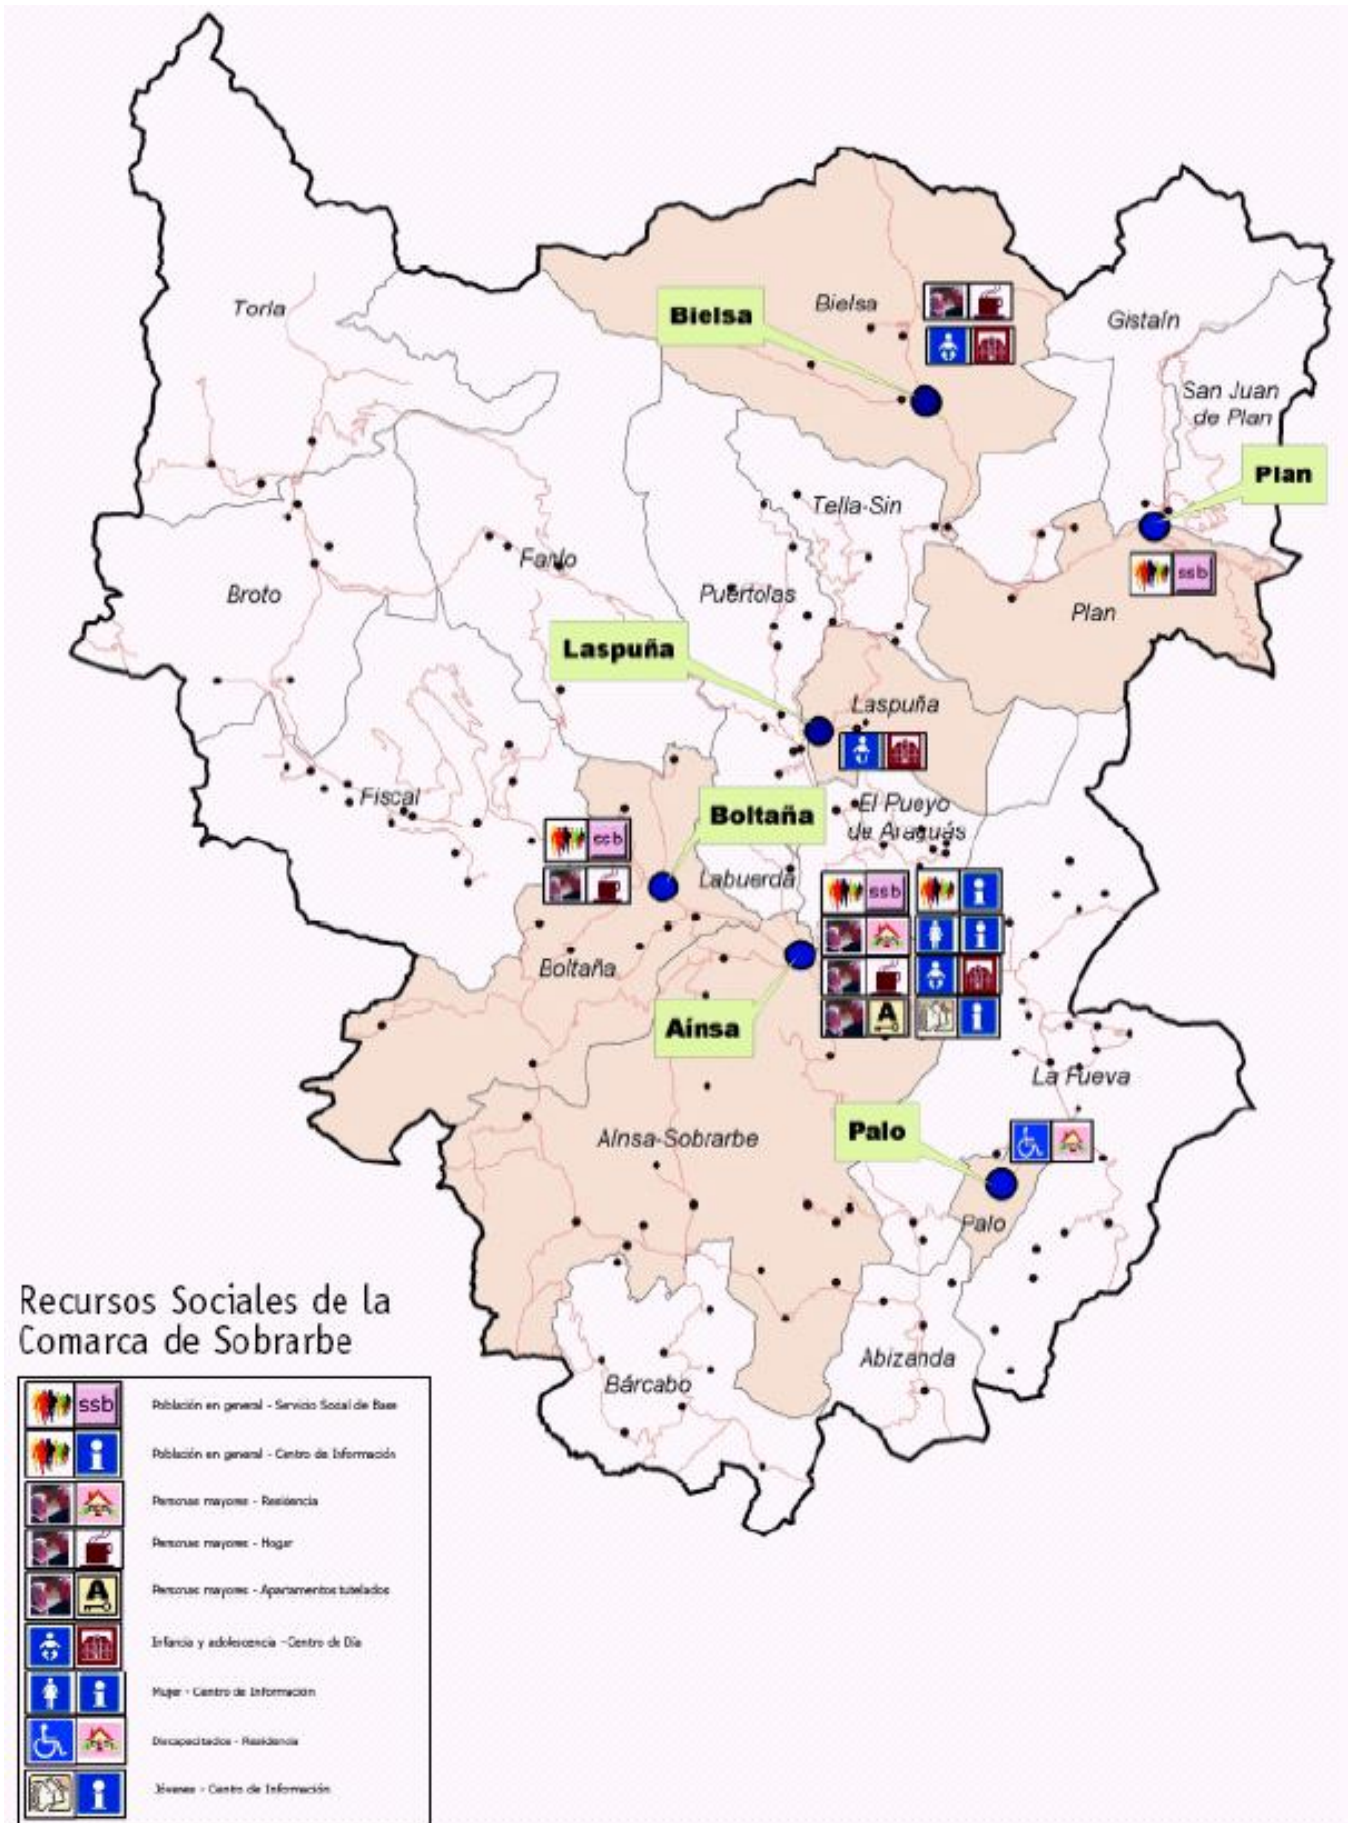 Torla
Bielsa
Bielsa
Gistaín
San Juan
de Plan
Plan
Tella-Sin
Fanlo
Broto
Puértolas
ssb
Plan
Laspuña
Laspuña
Fiscal
El Pueyo
de Araguás
Boltaña
ssb
Labuerda
ssb
Boltaña
Aínsa
A
La Fueva
Aínsa-Sobrarbe
Palo
Palo
Abizanda
Bárcabo
Recursos Sociales de la
Comarca de Sobrarbe
ssb Población en general - Servicio Social de Base
i Población en general - Centro de Información
Personas mayores - Residencia
Personas mayores - Hogar
A Personas mayores - Apartamentos tutelados
Infancia y adolescencia -Centro de Día
i Mujer - Centro de Información
Discapacitados - Residencia
i Jóvenes - Centro de Información